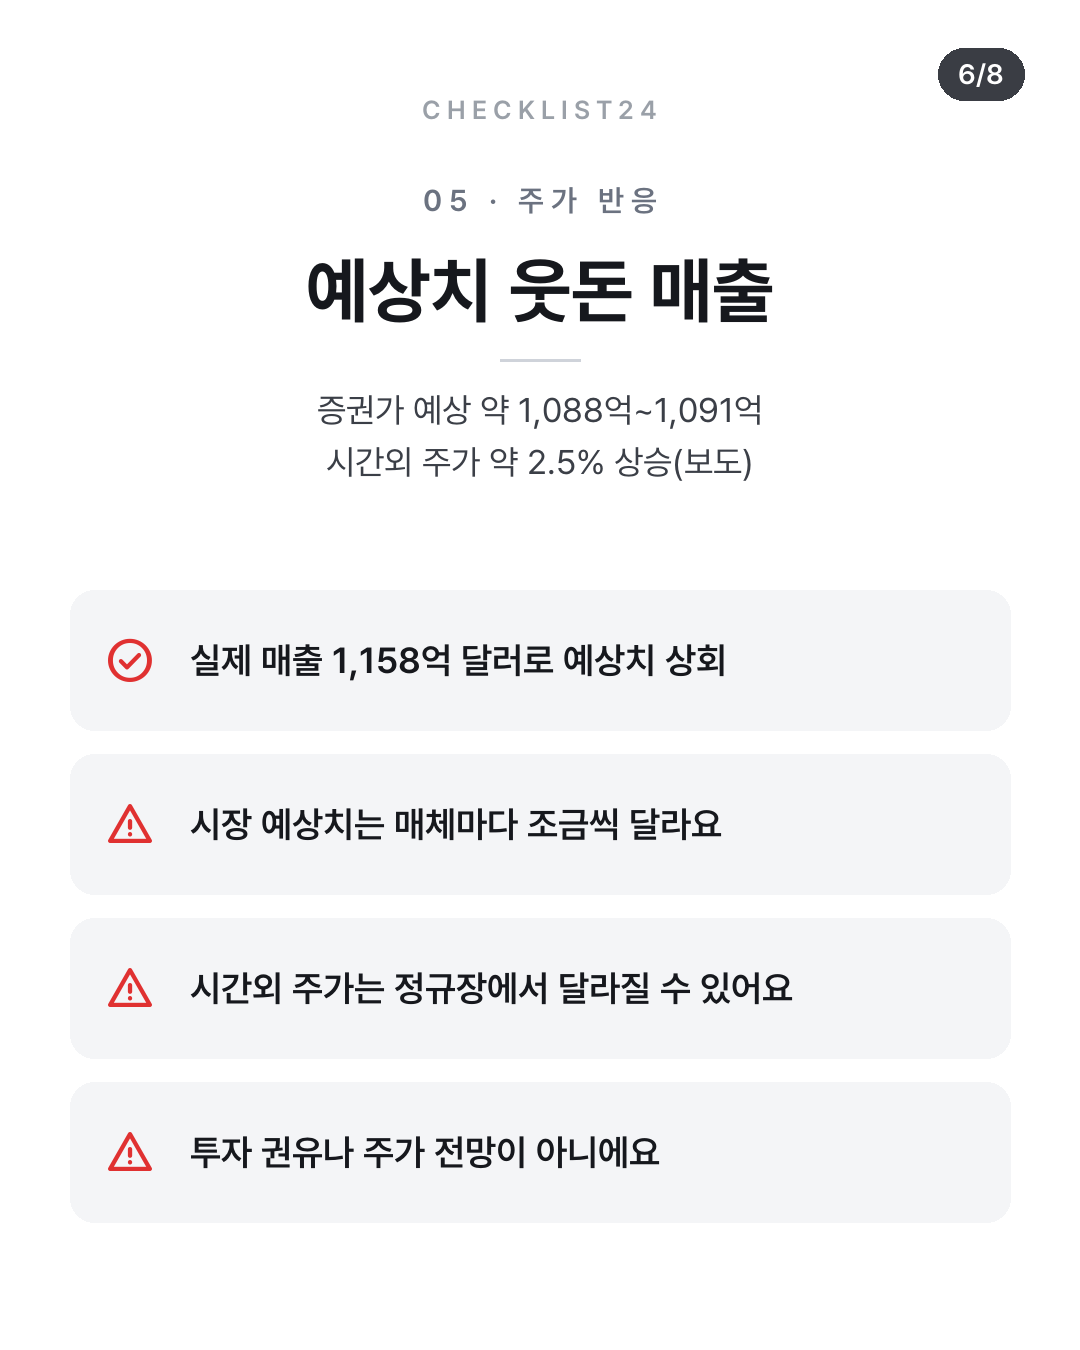 6/8
CHECKLIST24
05 · 주가 반응
예상치 웃돈 매출
증권가 예상 약 1,088억~1,091억
시간외 주가 약 2.5% 상승(보도)
실제 매출 1,158억 달러로 예상치 상회
시장 예상치는 매체마다 조금씩 달라요
시간외 주가는 정규장에서 달라질 수 있어요
투자 권유나 주가 전망이 아니에요